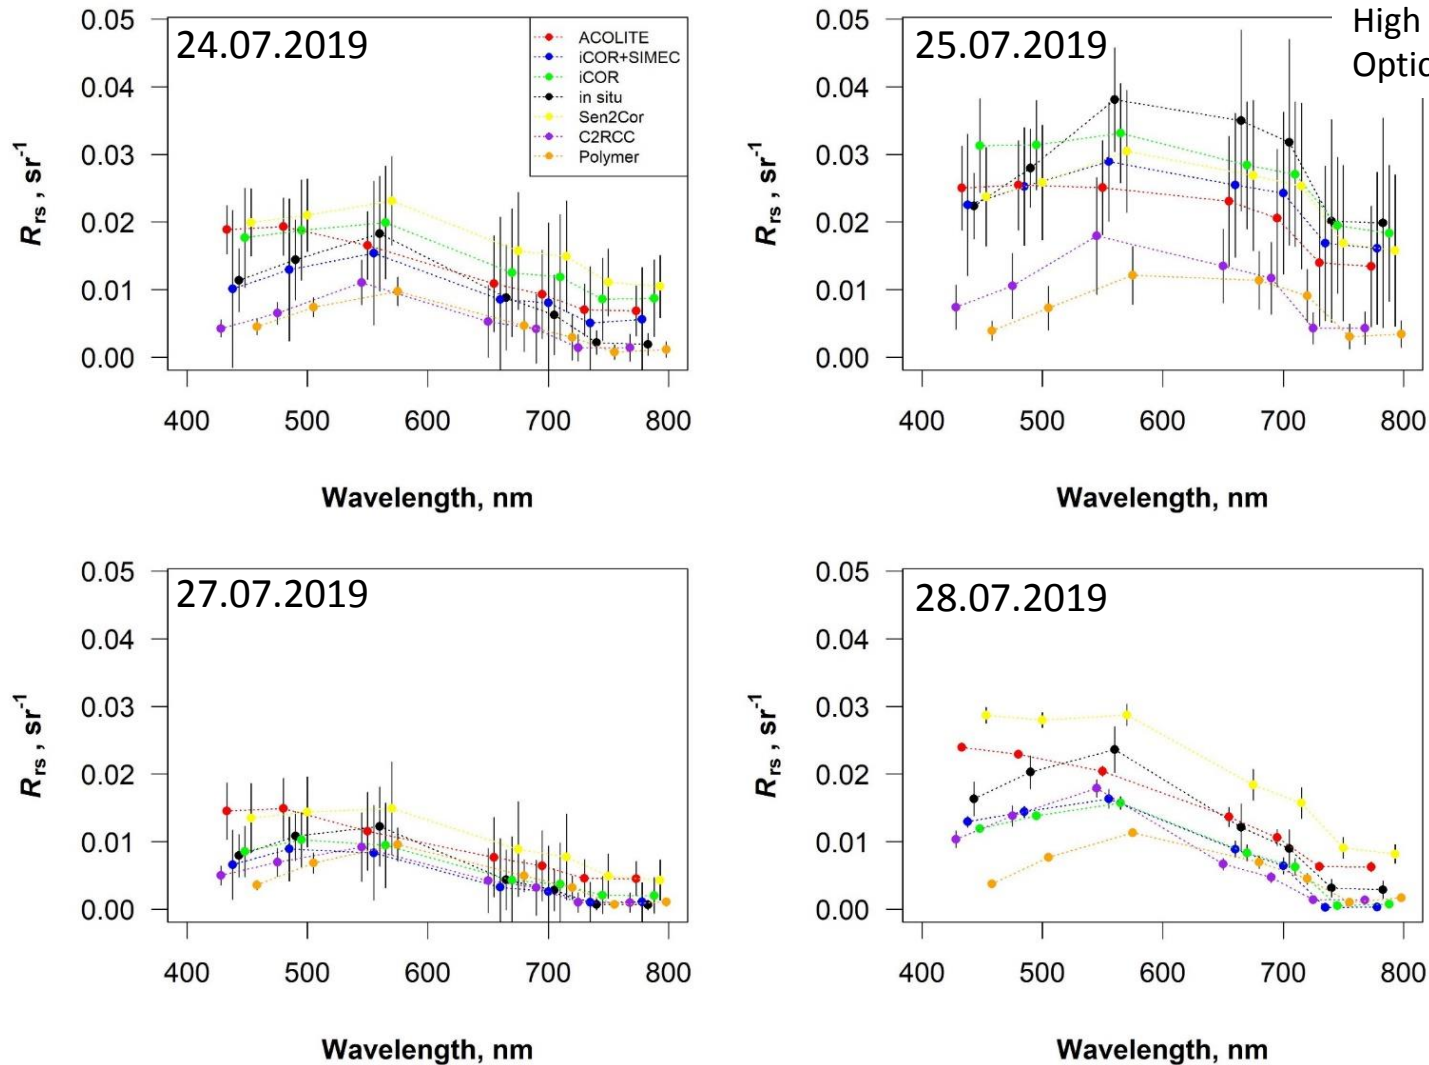 24.07.2019
ACOLITE
iCOR+SIMEC
iCOR
in situ
Sen2Cor
C2RCC
Polymer
0.05
0.04
0.03
0.02
0.01
0.00
Rrs , sr-1
400 500 600 700 800
Wavelength, nm
25.07.2019
High
Optic
0.05
0.04
0.03
0.02
0.01
0.00
Rrs , sr-1
400 500 600 700 800
Wavelength, nm
27.07.2019
0.05
0.04
0.03
0.02
0.01
0.00
Rrs , sr-1
400 500 600 700 800
Wavelength, nm
28.07.2019
0.05
0.04
0.03
0.02
0.01
0.00
Rrs , sr-1
400 500 600 700 800
Wavelength, nm